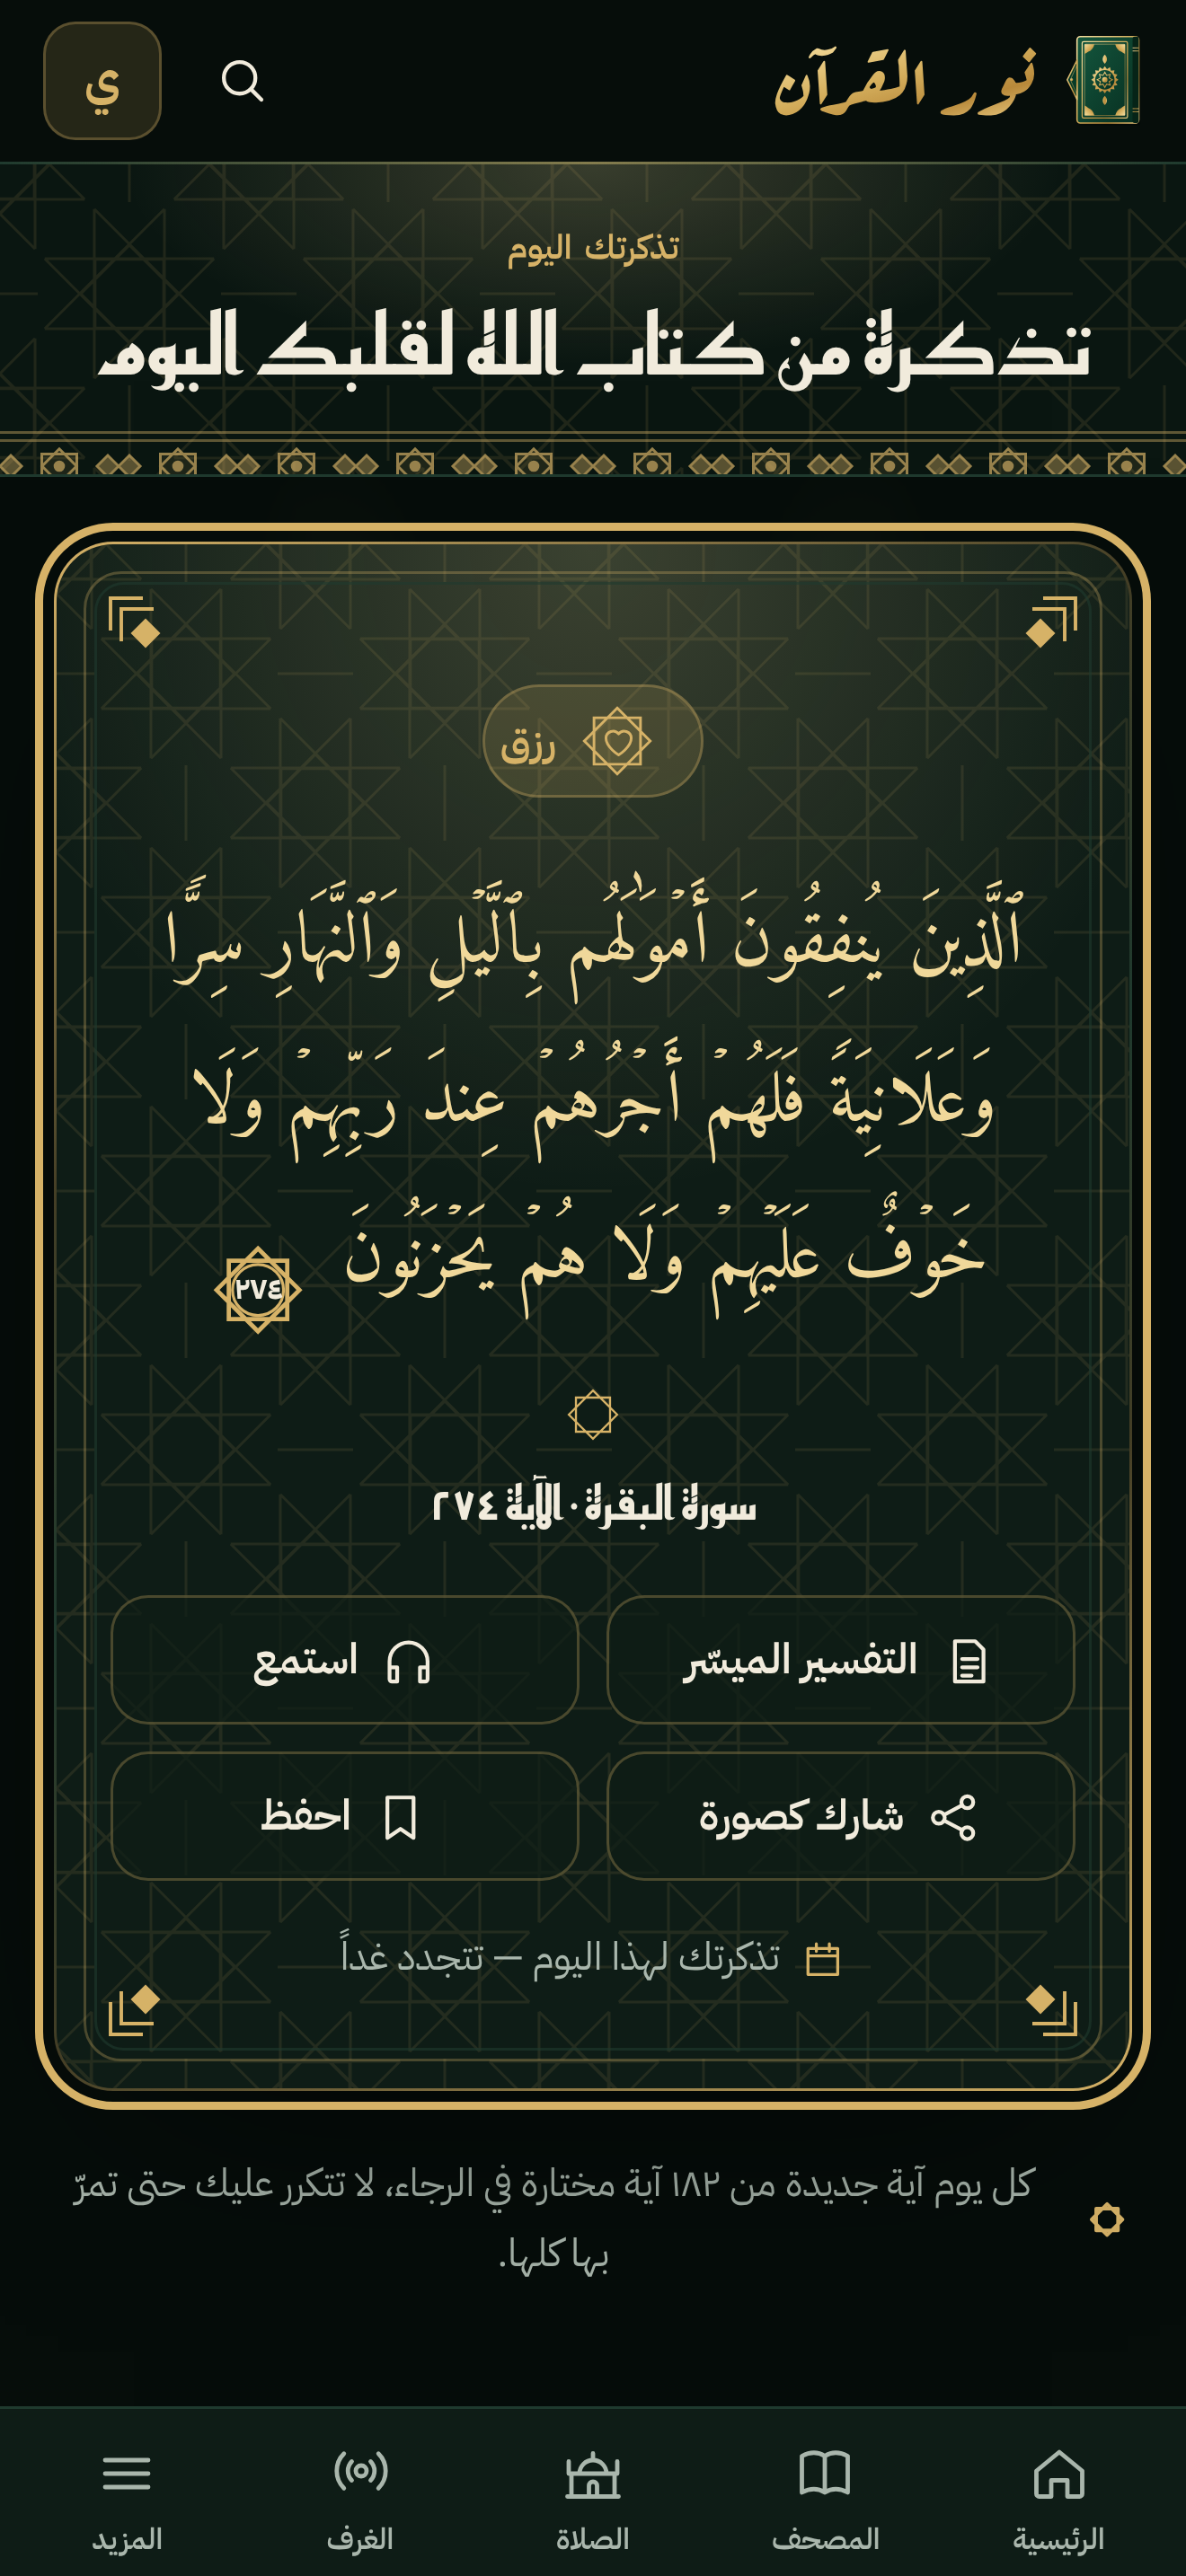 نور القرآن
ي
تذكرتك اليوم
تذكرة من كتاب الله لقلبك اليوم
رزق
ٱلَّذِينَ يُنفِقُونَ أَمۡوَٰلَهُم بِٱلَّيۡلِ وَٱلنَّهَارِ سِرّٗا
وَعَلَانِيَةٗ فَلَهُمۡ أَجۡرُهُمۡ عِندَ رَبِّهِمۡ وَلَا
خَوۡفٌ عَلَيۡهِمۡ وَلَا هُمۡ يَحۡزَنُونَ ٢٧٤
سورة البقرة · الآية ٢٧٤
التفسير الميسّر
استمع
شارك كصورة
احفظ
تذكرتك لهذا اليوم — تتجدد غداً
كل يوم آية جديدة من ١٨٢ آية مختارة في الرجاء، لا تتكرر عليك حتى تمرّ
بها كلها.
الرئيسية
المصحف
الصلاة
الغرف
المزيد